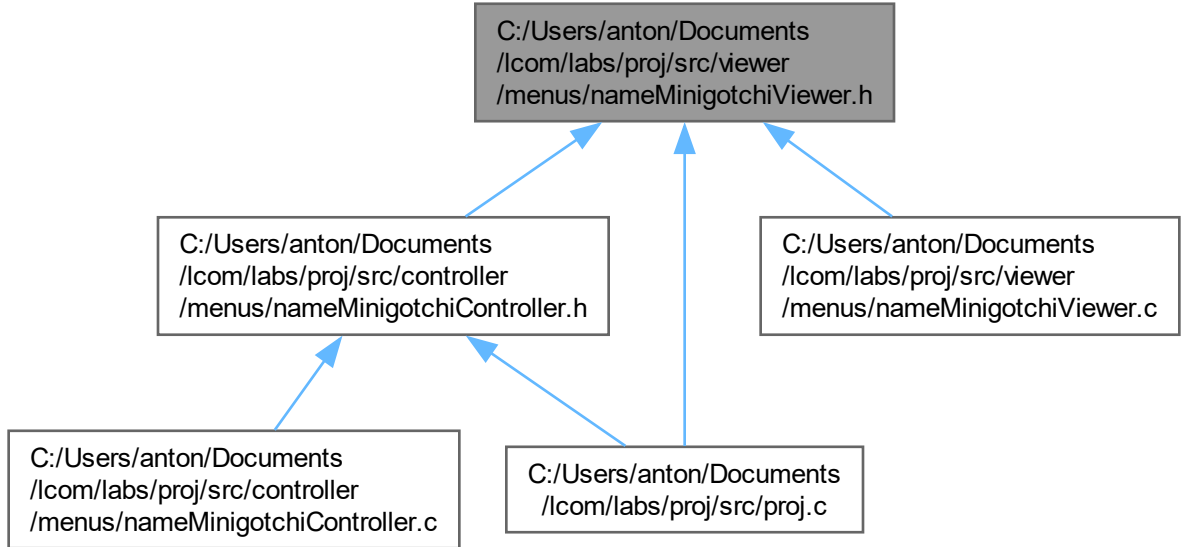 C:/Users/anton/Documents
/lcom/labs/proj/src/viewer
/menus/nameMinigotchiViewer.h
C:/Users/anton/Documents
/lcom/labs/proj/src/controller
/menus/nameMinigotchiController.h
C:/Users/anton/Documents
/lcom/labs/proj/src/viewer
/menus/nameMinigotchiViewer.c
C:/Users/anton/Documents
/lcom/labs/proj/src/controller
/menus/nameMinigotchiController.c
C:/Users/anton/Documents
/lcom/labs/proj/src/proj.c